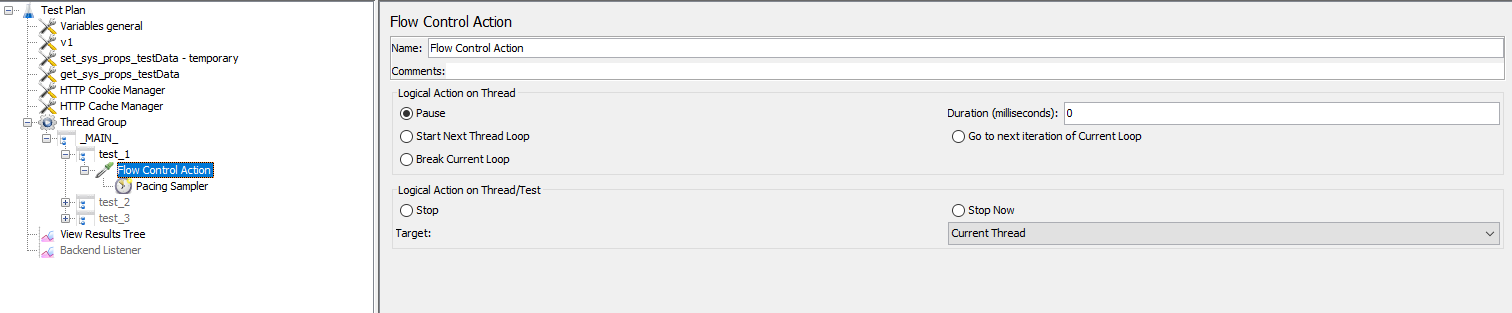 Test Plan
Variables general
v1
set_sys_props_testData - temporary
get_sys_props_testData
HTTP Cookie Manager
HTTP Cache Manager
Thread Group
_MAIN_
test_1
Flow Control Action
Pacing Sampler
test_2
test_3
View Results Tree
Backend Listener
Flow Control Action
Name: Flow Control Action
Comments:
Logical Action on Thread
Pause Duration (milliseconds): 0
Start Next Thread Loop Go to next iteration of Current Loop
Break Current Loop
Logical Action on Thread/Test
Stop Stop Now
Target: Current Thread